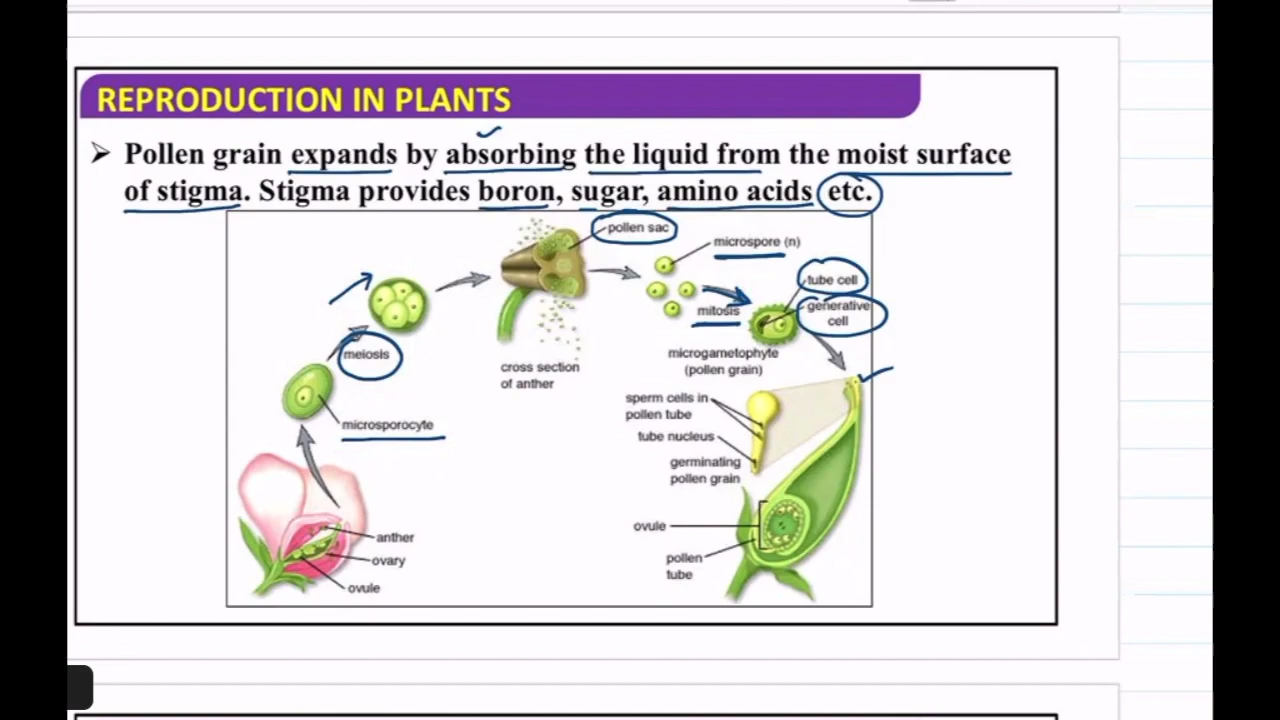 REPRODUCTION IN PLANTS
➢ Pollen grain expands by absorbing the liquid from the moist surface
of stigma. Stigma provides boron, sugar, amino acids etc.
pollen sac
microspore (n)
tube cell
generative
cell
mitosis
meiosis
microgametophyte
(pollen grain)
cross section
of anther
sperm cells in
pollen tube
microsporocyte
tube nucleus
germinating
pollen grain
ovule
anther
ovary
pollen
tube
ovule